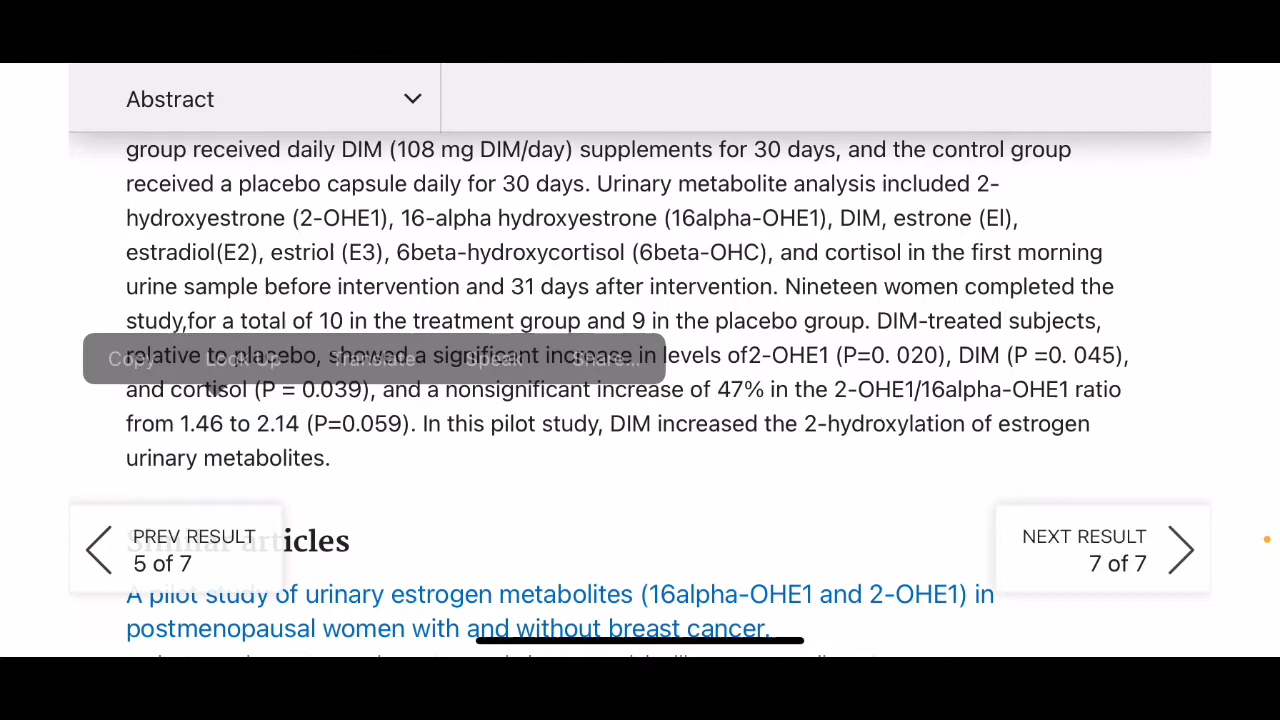 Abstract
group received daily DIM (108 mg DIM/day) supplements for 30 days, and the control group
received a placebo capsule daily for 30 days. Urinary metabolite analysis included 2-
hydroxyestrone (2-OHE1), 16-alpha hydroxyestrone (16alpha-OHE1), DIM, estrone (El),
estradiol(E2), estriol (E3), 6beta-hydroxycortisol (6beta-OHC), and cortisol in the first morning
urine sample before intervention and 31 days after intervention. Nineteen women completed the
study,for a total of 10 in the treatment group and 9 in the placebo group. DIM-treated subjects,
relative to placebo, showed a significant increase in levels of2-OHE1 (P=0. 020), DIM (P =0. 045),
Copy Look Up Translate Speak Share...
and cortisol (P = 0.039), and a nonsignificant increase of 47% in the 2-OHE1/16alpha-OHE1 ratio
from 1.46 to 2.14 (P=0.059). In this pilot study, DIM increased the 2-hydroxylation of estrogen
urinary metabolites.
PREV RESULT
5 of 7
Similar articles
NEXT RESULT
7 of 7
A pilot study of urinary estrogen metabolites (16alpha-OHE1 and 2-OHE1) in
postmenopausal women with and without breast cancer.